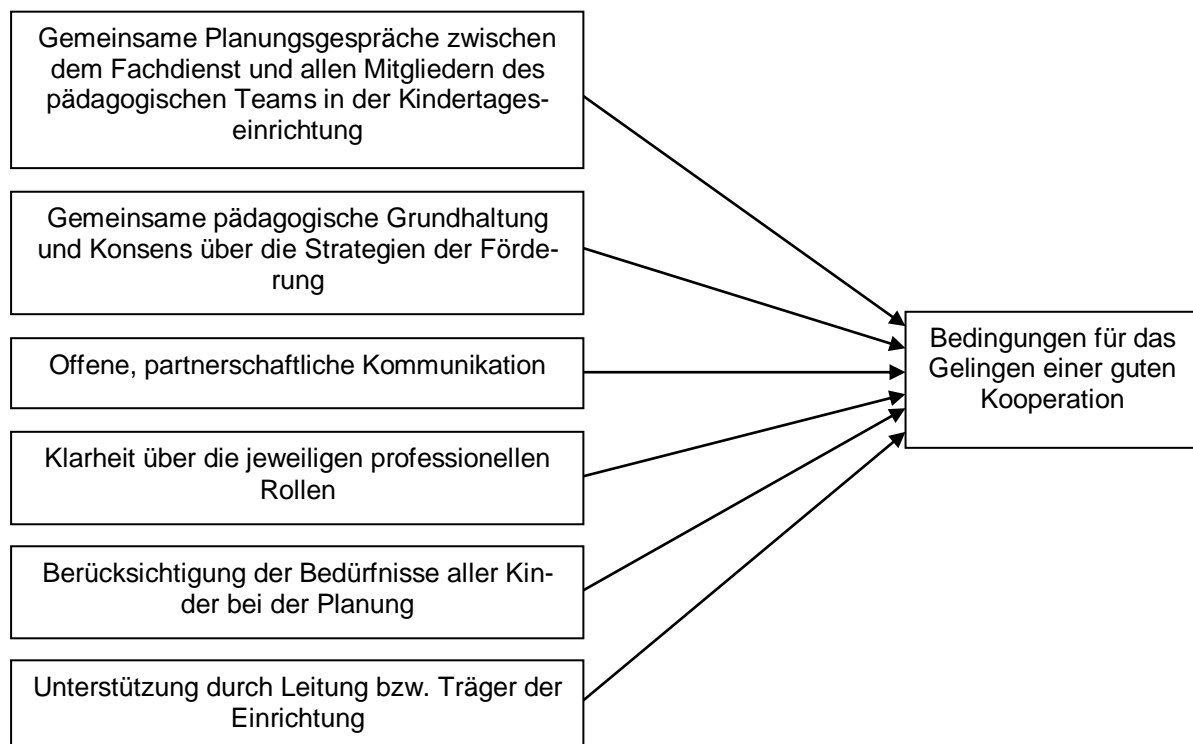 Gemeinsame Planungsgespräche zwischen
dem Fachdienst und allen Mitgliedern des
pädagogischen Teams in der Kindertages-
einrichtung
Gemeinsame pädagogische Grundhaltung
und Konsens über die Strategien der Förde-
rung
Offene, partnerschaftliche Kommunikation
Klarheit über die jeweiligen professionellen
Rollen
Berücksichtigung der Bedürfnisse aller Kin-
der bei der Planung
Unterstützung durch Leitung bzw. Träger der
Einrichtung
Bedingungen für das
Gelingen einer guten
Kooperation